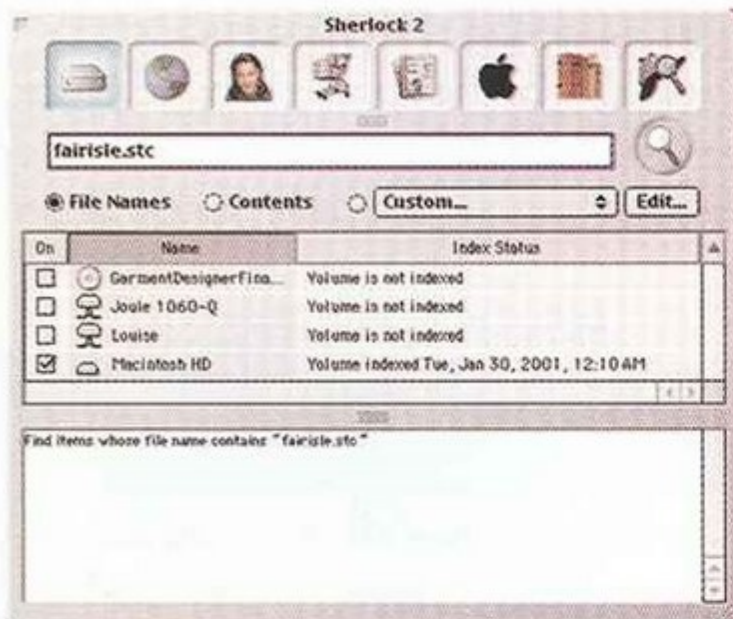 Sherlock 2
fairisle.stc
File Names Contents Custom... Edit...
On Name Index Status
GarmentDesignerFina... Volume is not indexed
Joule 1060-Q Volume is not indexed
Louise Volume is not indexed
Macintosh HD Volume indexed Tue, Jan 30, 2001, 12:10 AM
Find items whose file name contains "fairisle.stc"